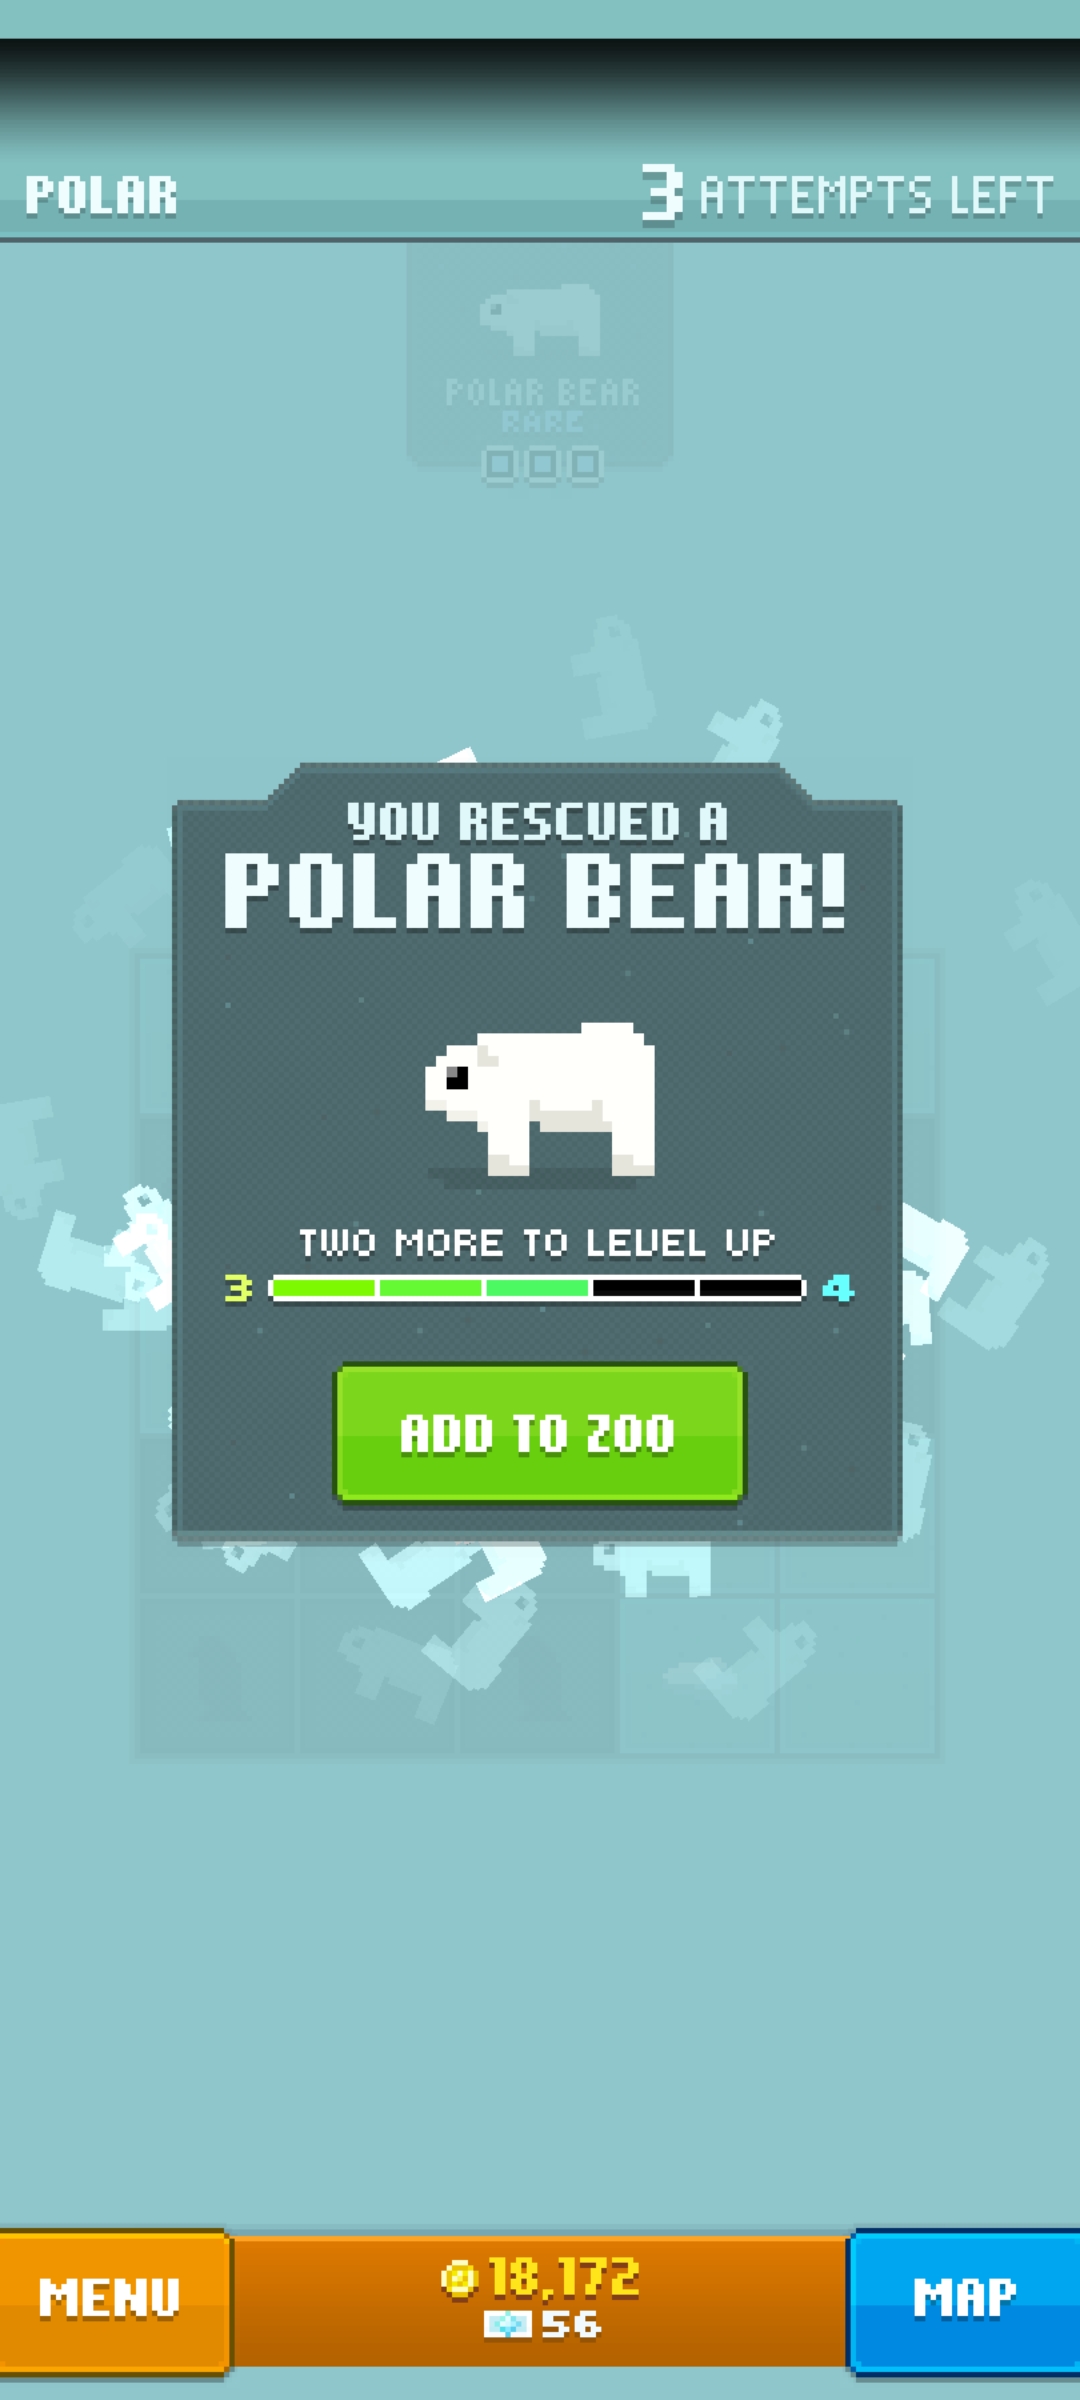 POLAR
3 ATTEMPTS LEFT
POLAR BEAR
RARE
YOU RESCUED A
POLAR BEAR!
TWO MORE TO LEVEL UP
3 4
ADD TO ZOO
MENU
18,172
56
MAP